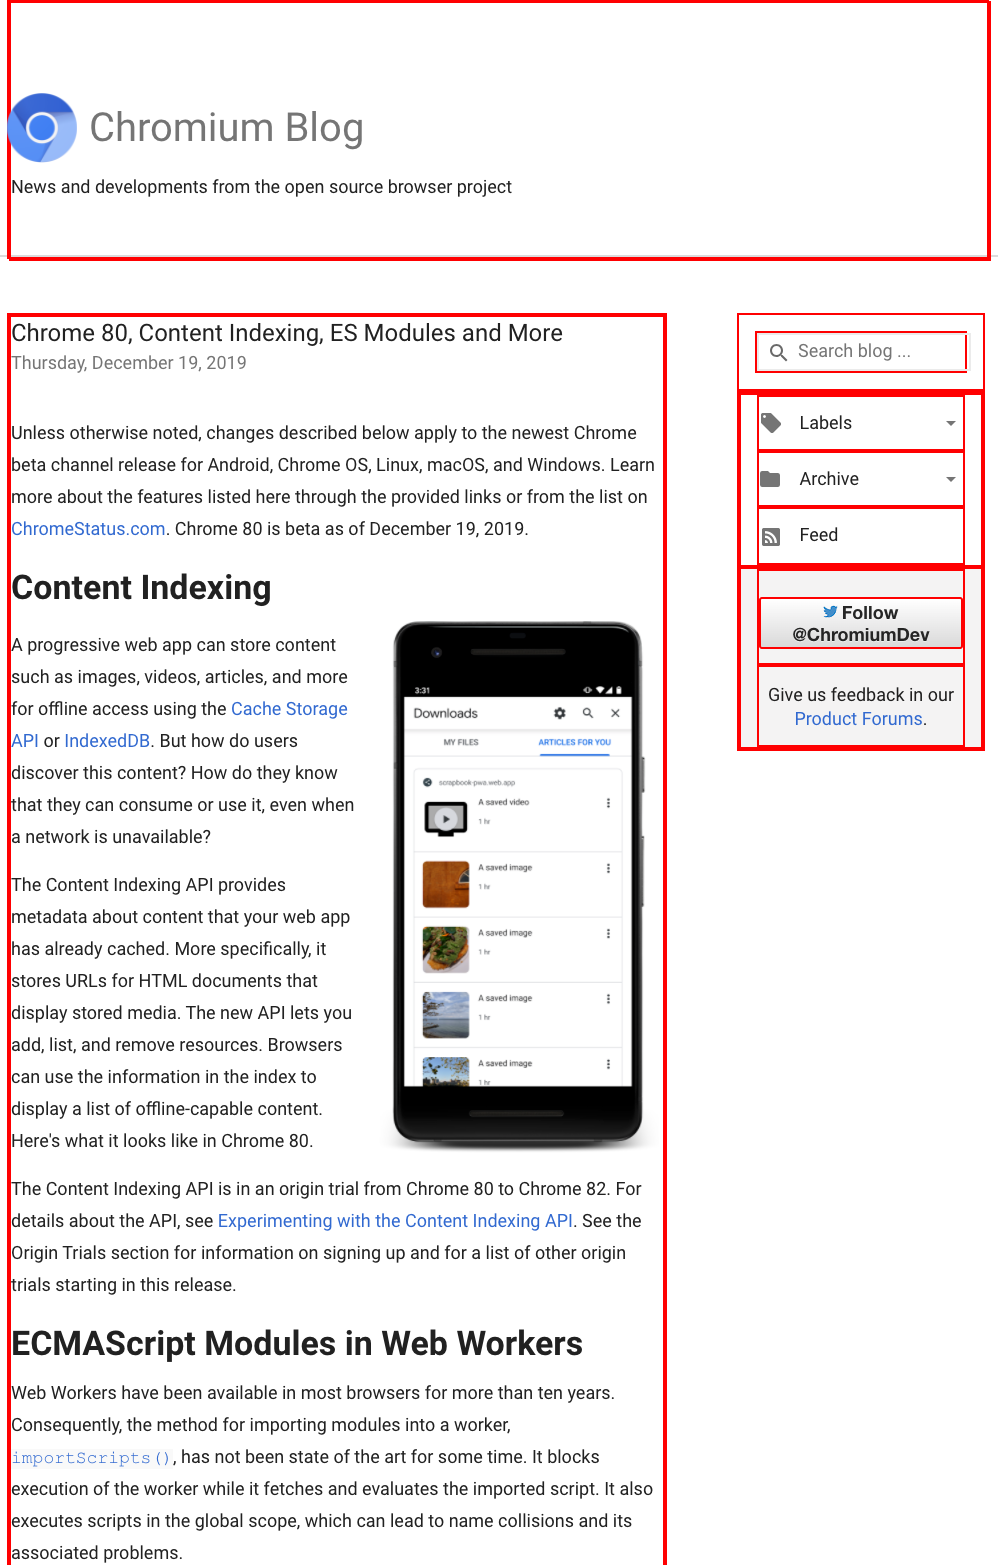 Chromium Blog
News and developments from the open source browser project
Chrome 80, Content Indexing, ES Modules and More
Thursday, December 19, 2019
Unless otherwise noted, changes described below apply to the newest Chrome
beta channel release for Android, Chrome OS, Linux, macOS, and Windows. Learn
more about the features listed here through the provided links or from the list on
ChromeStatus.com. Chrome 80 is beta as of December 19, 2019.
Content Indexing
A progressive web app can store content
such as images, videos, articles, and more
for offline access using the Cache Storage
API or IndexedDB. But how do users
discover this content? How do they know
that they can consume or use it, even when
a network is unavailable?
The Content Indexing API provides
metadata about content that your web app
has already cached. More specifically, it
stores URLs for HTML documents that
display stored media. The new API lets you
add, list, and remove resources. Browsers
can use the information in the index to
display a list of offline-capable content.
Here's what it looks like in Chrome 80.
3:31
Downloads
MY FILES ARTICLES FOR YOU
scrapbook-pwa.web.app
A saved video
1 hr
A saved image
1 hr
A saved image
1 hr
A saved image
1 hr
A saved image
1 hr
The Content Indexing API is in an origin trial from Chrome 80 to Chrome 82. For
details about the API, see Experimenting with the Content Indexing API. See the
Origin Trials section for information on signing up and for a list of other origin
trials starting in this release.
ECMAScript Modules in Web Workers
Web Workers have been available in most browsers for more than ten years.
Consequently, the method for importing modules into a worker,
importScripts(), has not been state of the art for some time. It blocks
execution of the worker while it fetches and evaluates the imported script. It also
executes scripts in the global scope, which can lead to name collisions and its
associated problems.
Search blog ...
Labels
Archive
Feed
Follow
@ChromiumDev
Give us feedback in our
Product Forums.